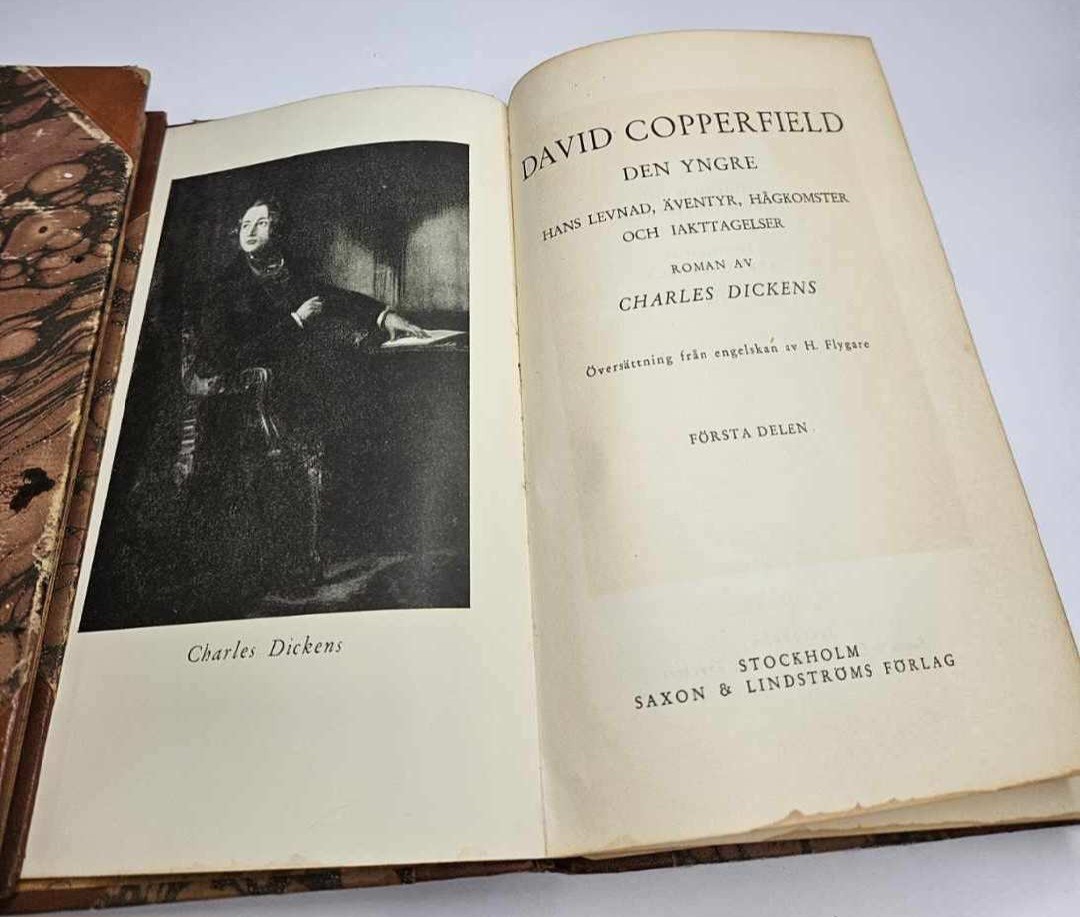 Charles Dickens
DAVID COPPERFIELD
DEN YNGRE
HANS LEVNAD, ÄVENTYR, HÅGKOMSTER
OCH IAKTTAGELSER
ROMAN AV
CHARLES DICKENS
Översättning från engelskan av H. Flygare
FÖRSTA DELEN
STOCKHOLM
SAXON & LINDSTRÖMS FÖRLAG